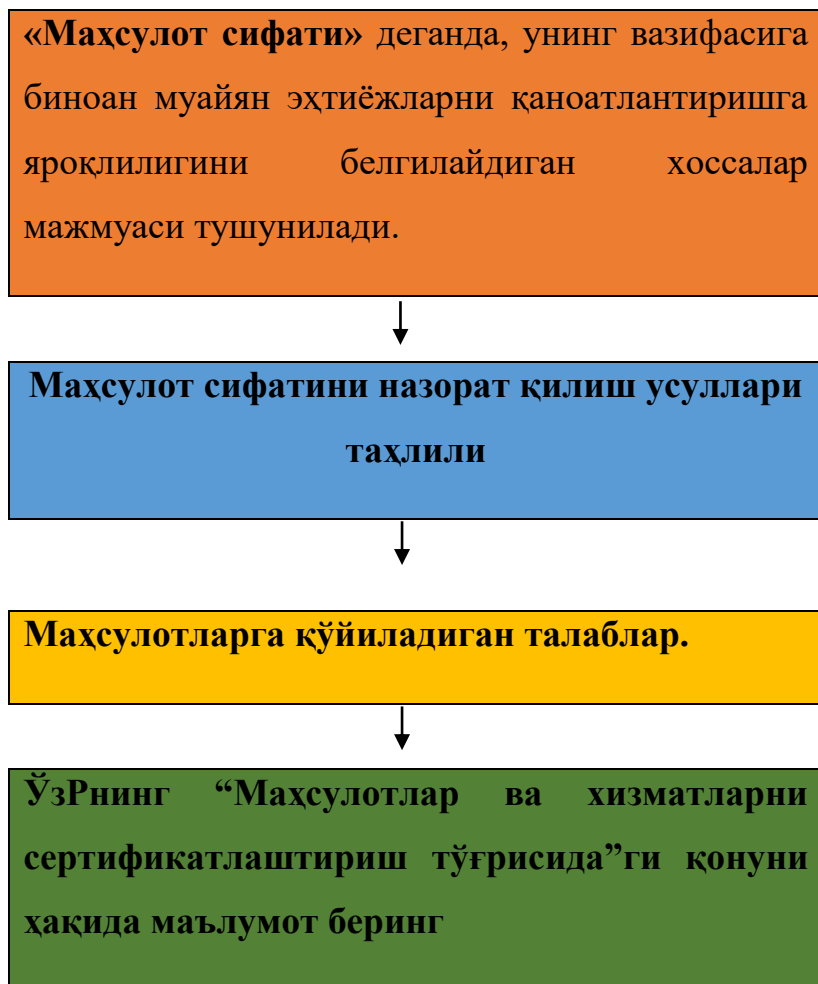 «Маҳсулот сифати» деганда, унинг вазифасига
биноан муайян эҳтиёжларни қаноатлантиришга
яроқлилигини белгилайдиган хоссалар
мажмуаси тушунилади.
Маҳсулот сифатини назорат қилиш усуллари
таҳлили
Маҳсулотларга қўйиладиган талаблар.
ЎзРнинг “Маҳсулотлар ва хизматларни
сертификатлаштириш тўғрисида”ги қонуни
ҳақида маълумот беринг